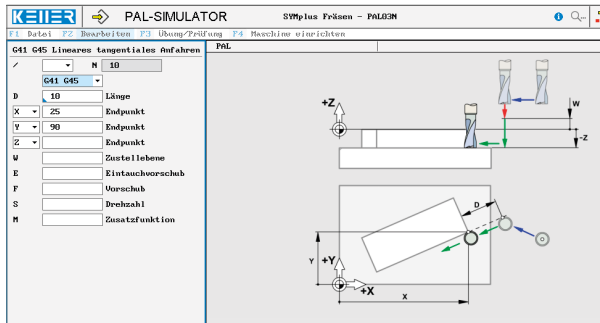 KELLER PAL-SIMULATOR SYMplus Fräsen - PAL03N
F1 Datei F2 Bearbeiten F3 Übung/Prüfung F4 Maschine einrichten
G41 G45 Lineares tangentiales Anfahren PAL
/ N 10
G41 G45
D 10 Länge
X 25 Endpunkt
Y 90 Endpunkt
Z Endpunkt
W Zustellebene
E Eintauchvorschub
F Vorschub
S Drehzahl
M Zusatzfunktion
+Z W
-Z
D
Y +Y
+X X